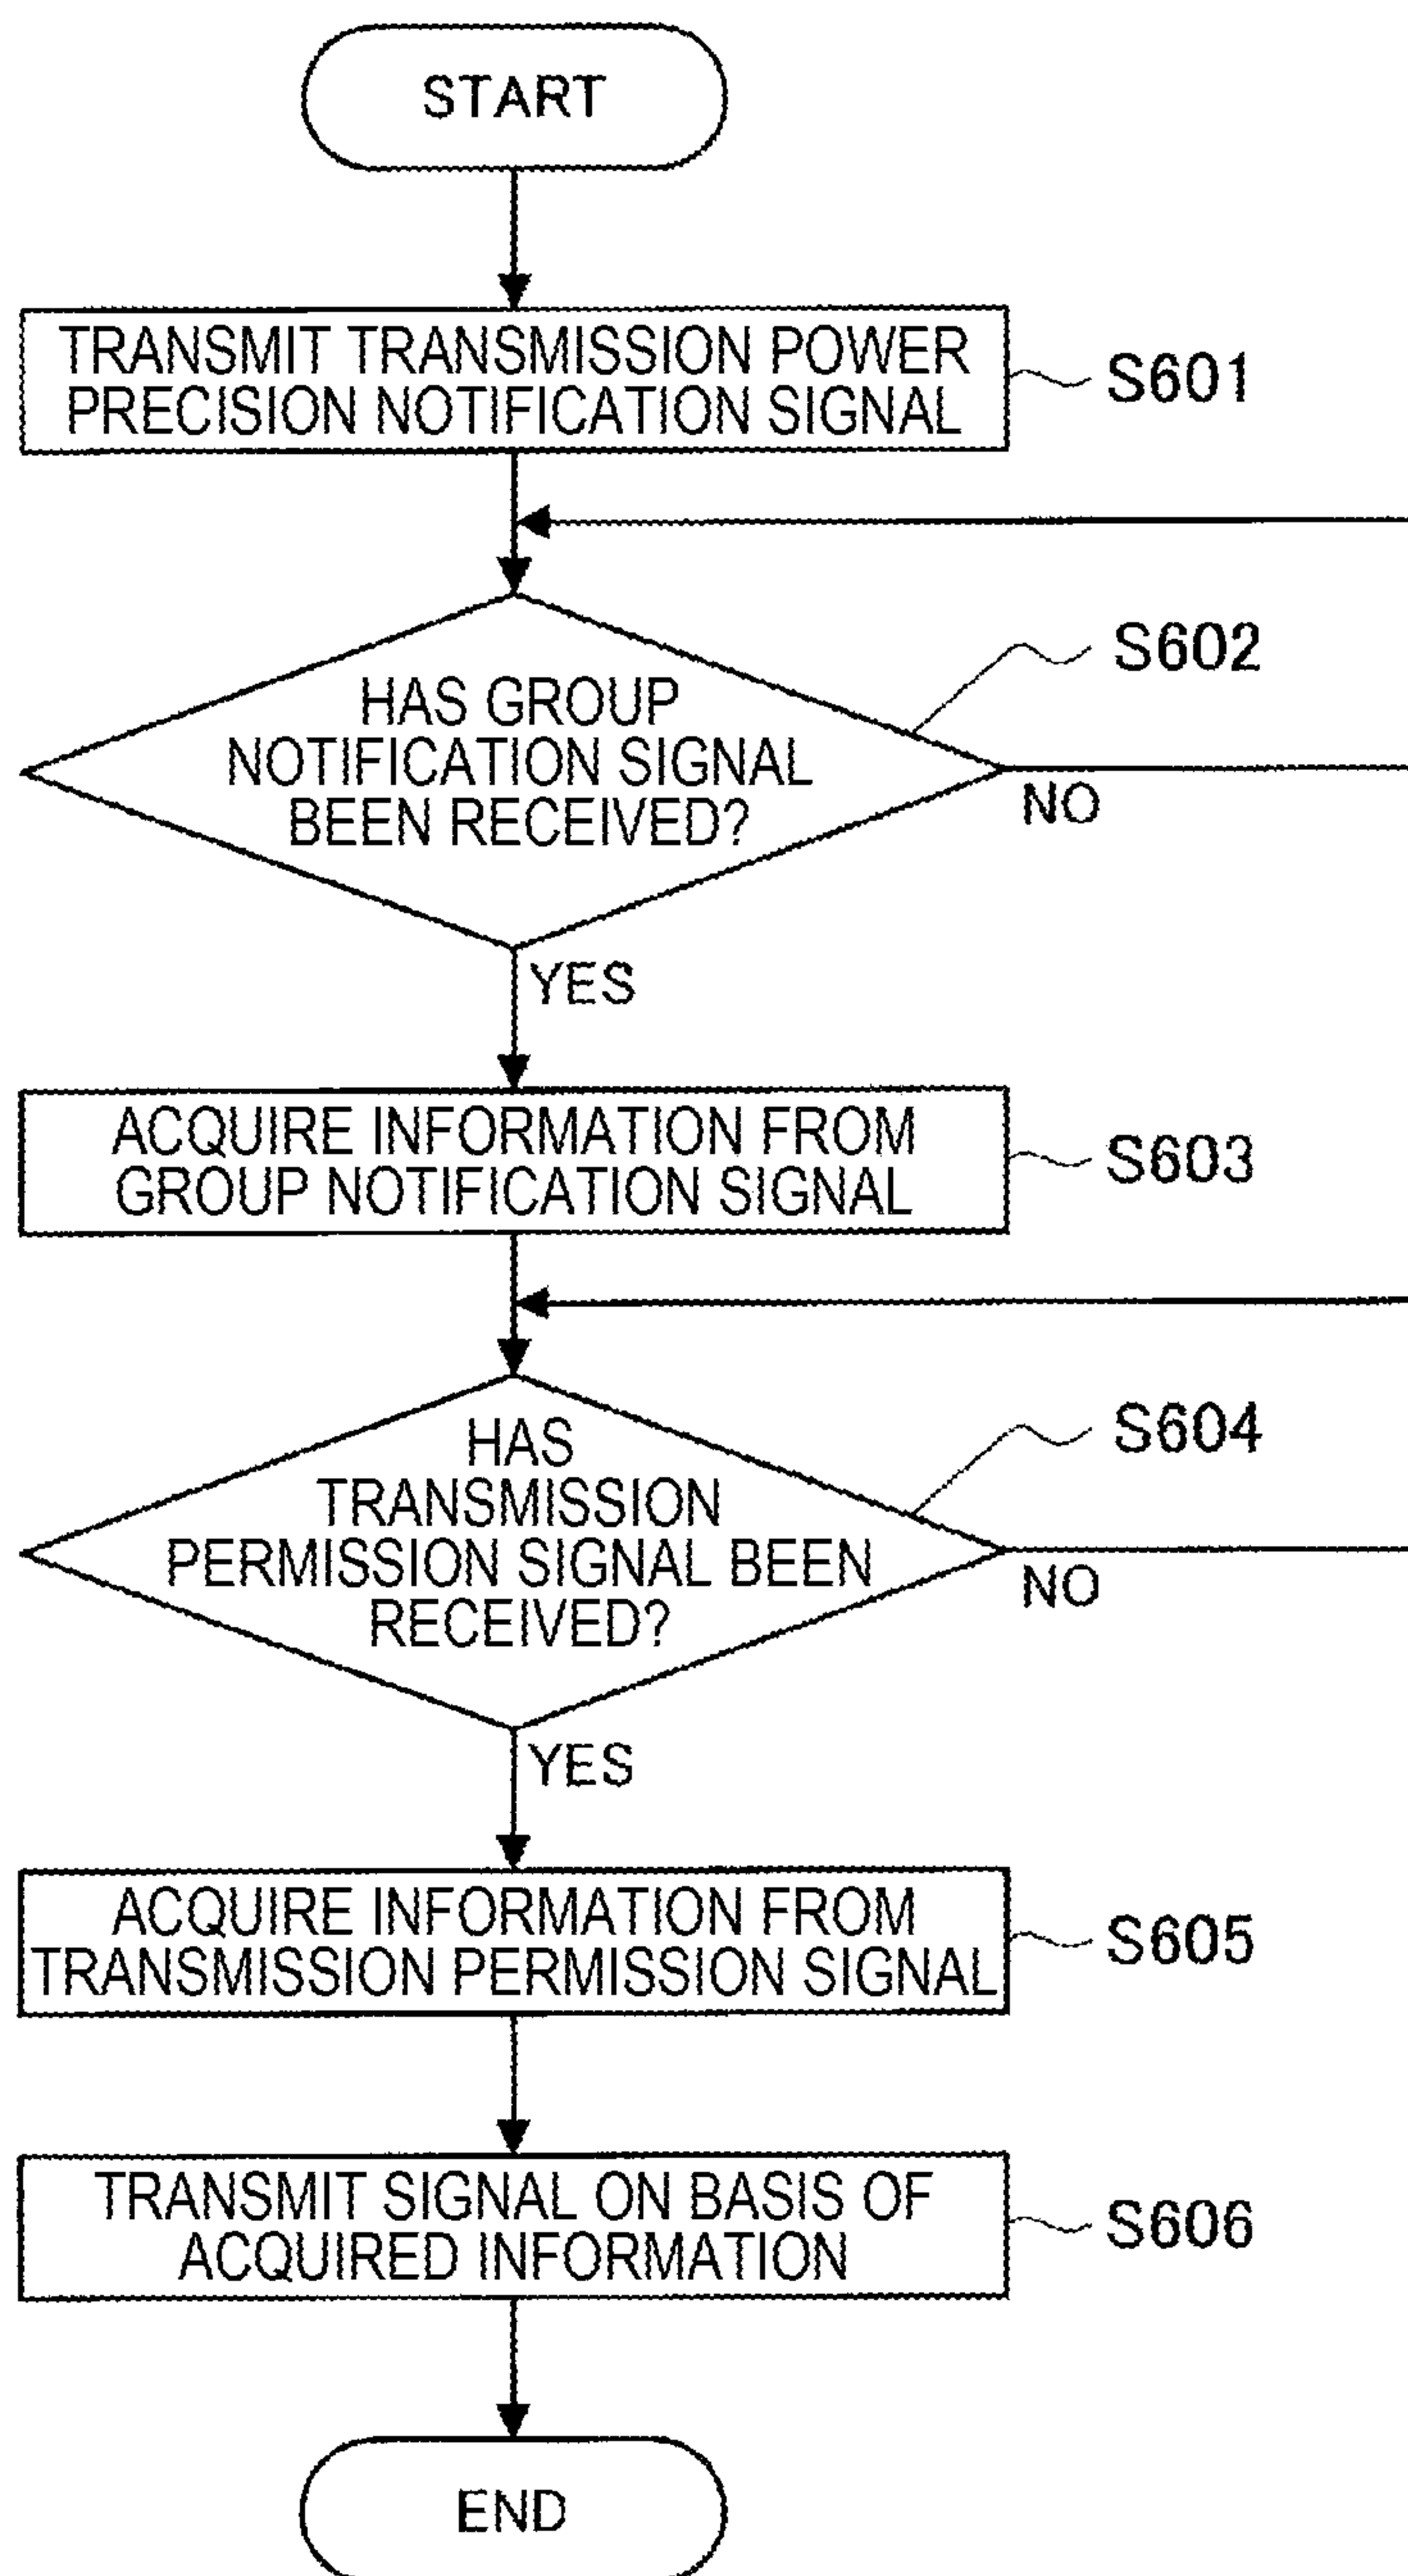 START
TRANSMIT TRANSMISSION POWER
PRECISION NOTIFICATION SIGNAL
S601
S602
HAS GROUP
NOTIFICATION SIGNAL
BEEN RECEIVED?
NO
YES
ACQUIRE INFORMATION FROM
GROUP NOTIFICATION SIGNAL
S603
S604
HAS
TRANSMISSION
PERMISSION SIGNAL BEEN
RECEIVED?
NO
YES
ACQUIRE INFORMATION FROM
TRANSMISSION PERMISSION SIGNAL
S605
TRANSMIT SIGNAL ON BASIS OF
ACQUIRED INFORMATION
S606
END